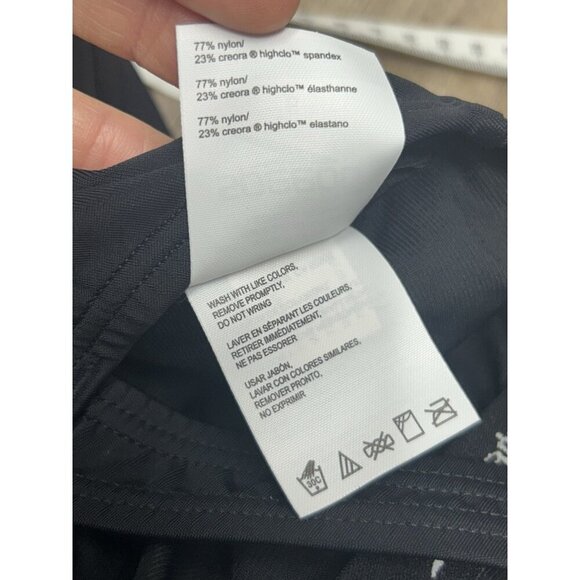 77% nylon/
23% creora ® highclo™ spandex
77% nylon/
23% creora ® highclo™ élasthanne
77% nylon/
23% creora ® highclo™ elastano
WASH WITH LIKE COLORS,
REMOVE PROMPTLY,
DO NOT WRING
LAVER EN SÉPARANT LES COULEURS,
RETIRER IMMÉDIATEMENT,
NE PAS ESSORER
USAR JABÓN,
LAVAR CON COLORES SIMILARES,
REMOVER PRONTO,
NO EXPRIMIR
30C